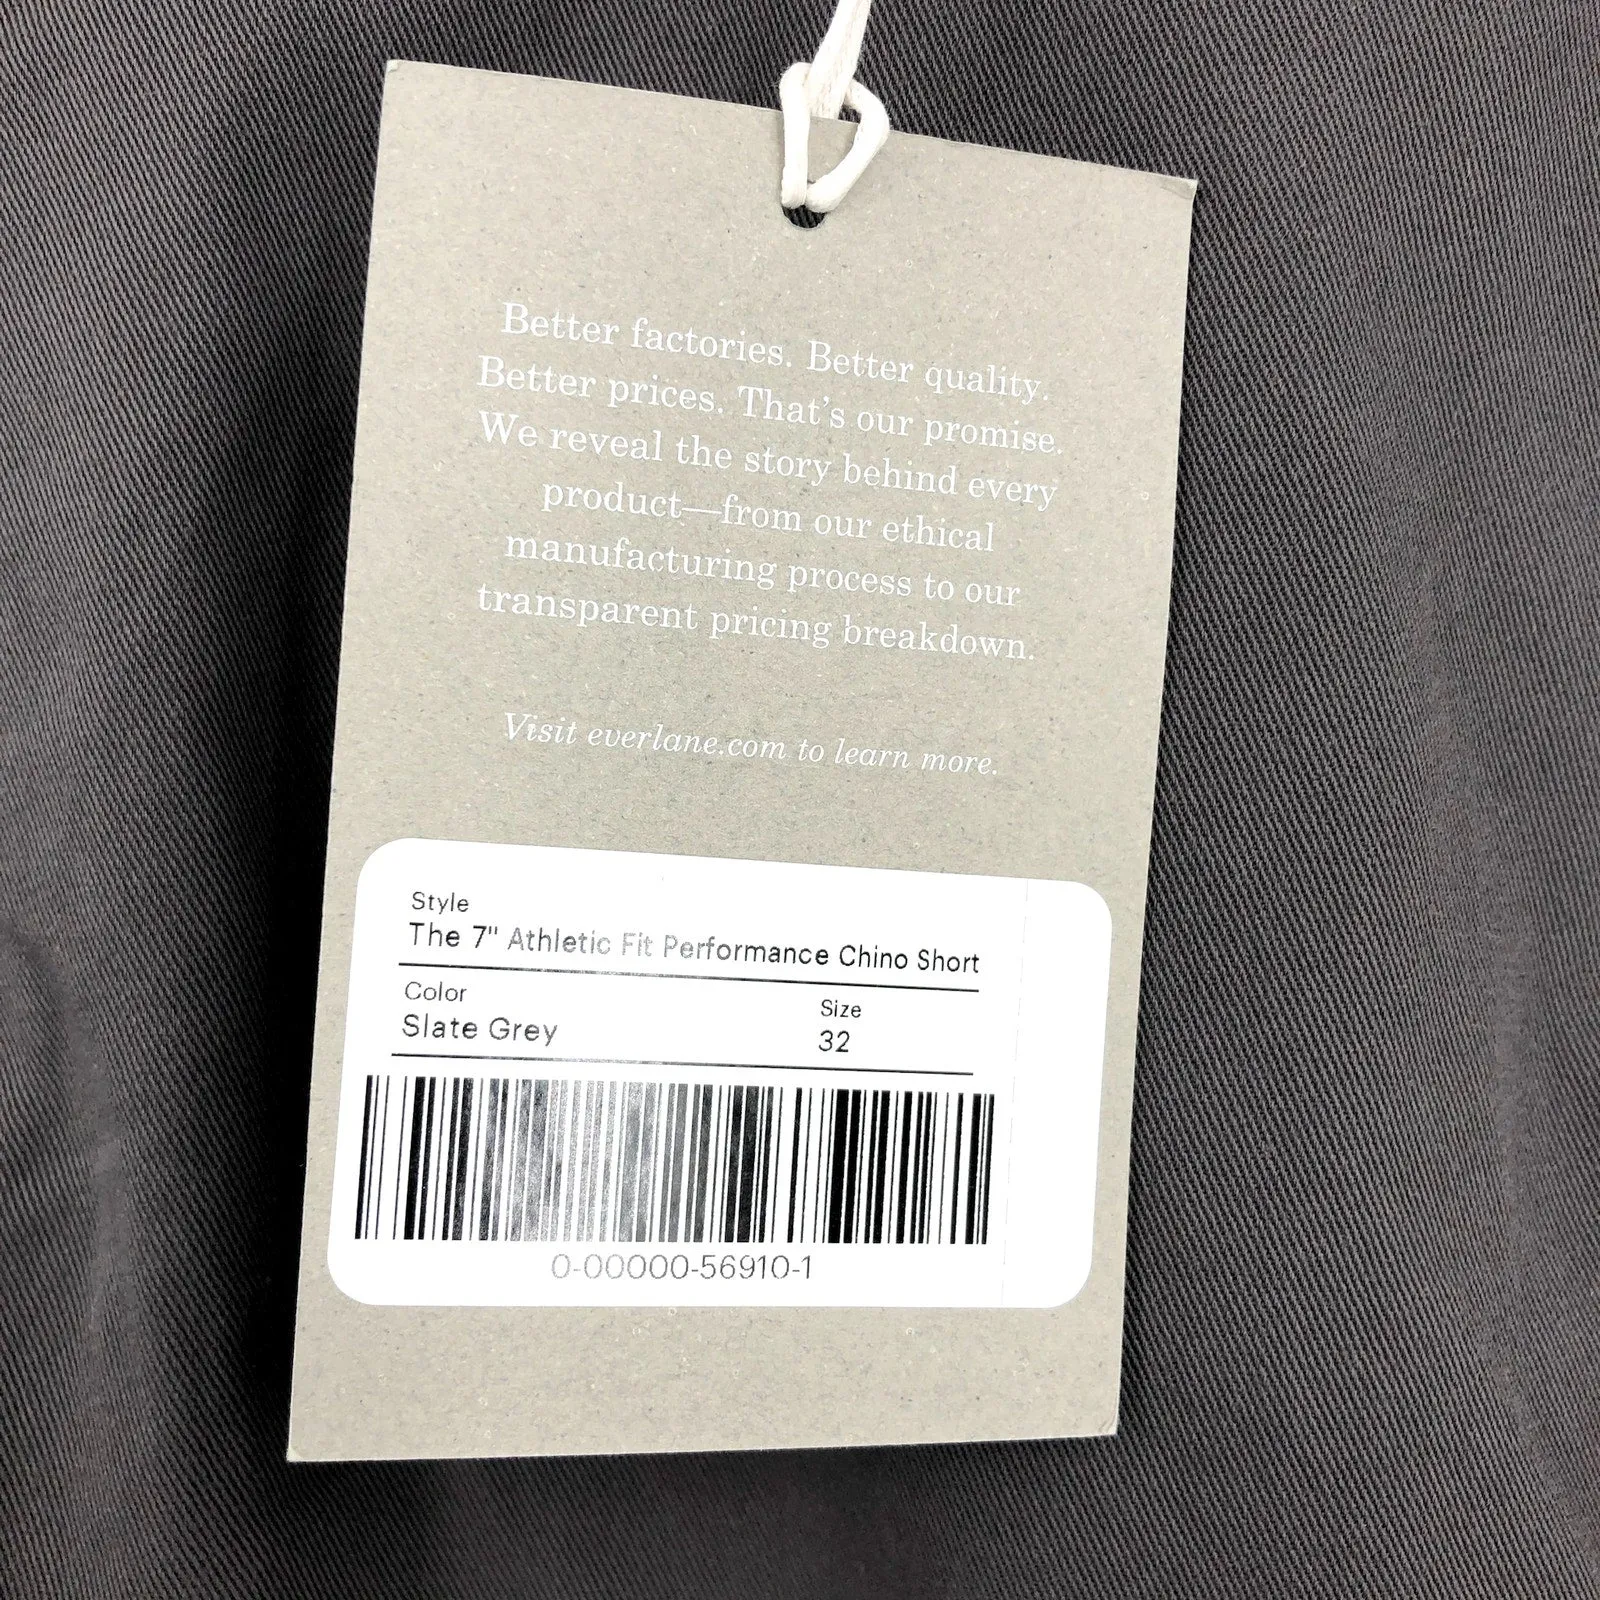 Better factories. Better quality.
Better prices. That's our promise.
We reveal the story behind every
product—from our ethical
manufacturing process to our
transparent pricing breakdown.
Visit everlane.com to learn more.
Style
The 7" Athletic Fit Performance Chino Short
Color
Slate Grey
Size
32
0-00000-56910-1